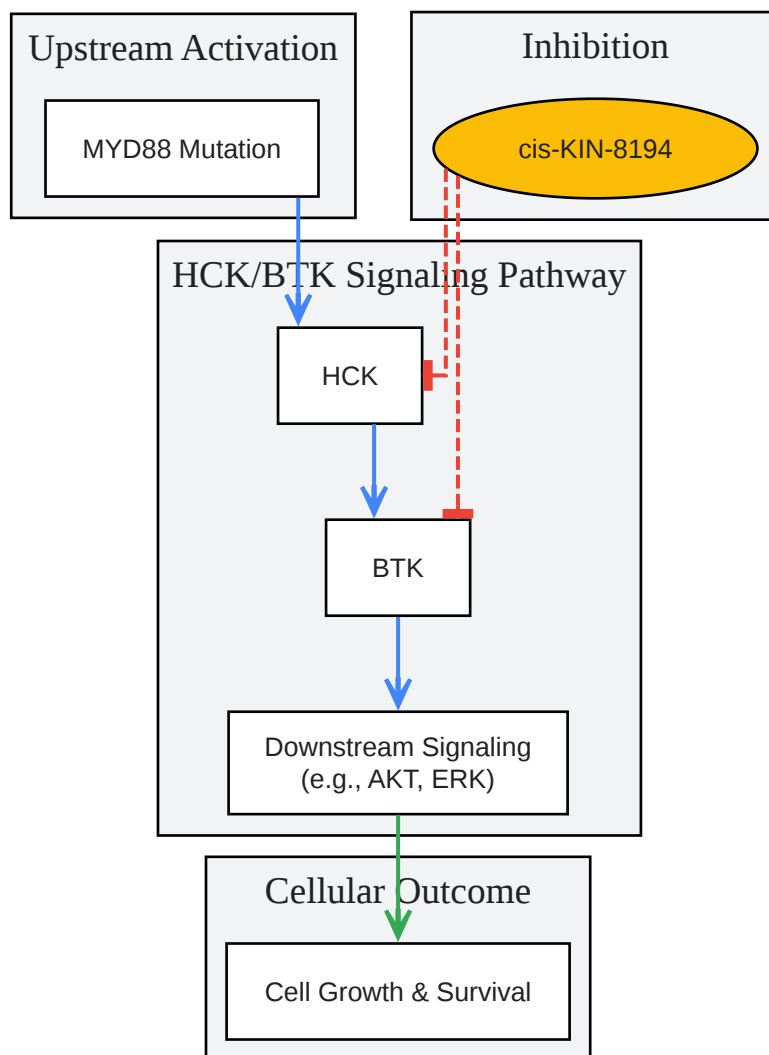 Upstream Activation
MYD88 Mutation
Inhibition
cis-KIN-8194
HCK/BTK Signaling Pathway
HCK
BTK
Downstream Signaling
(e.g., AKT, ERK)
Cellular Outcome
Cell Growth & Survival